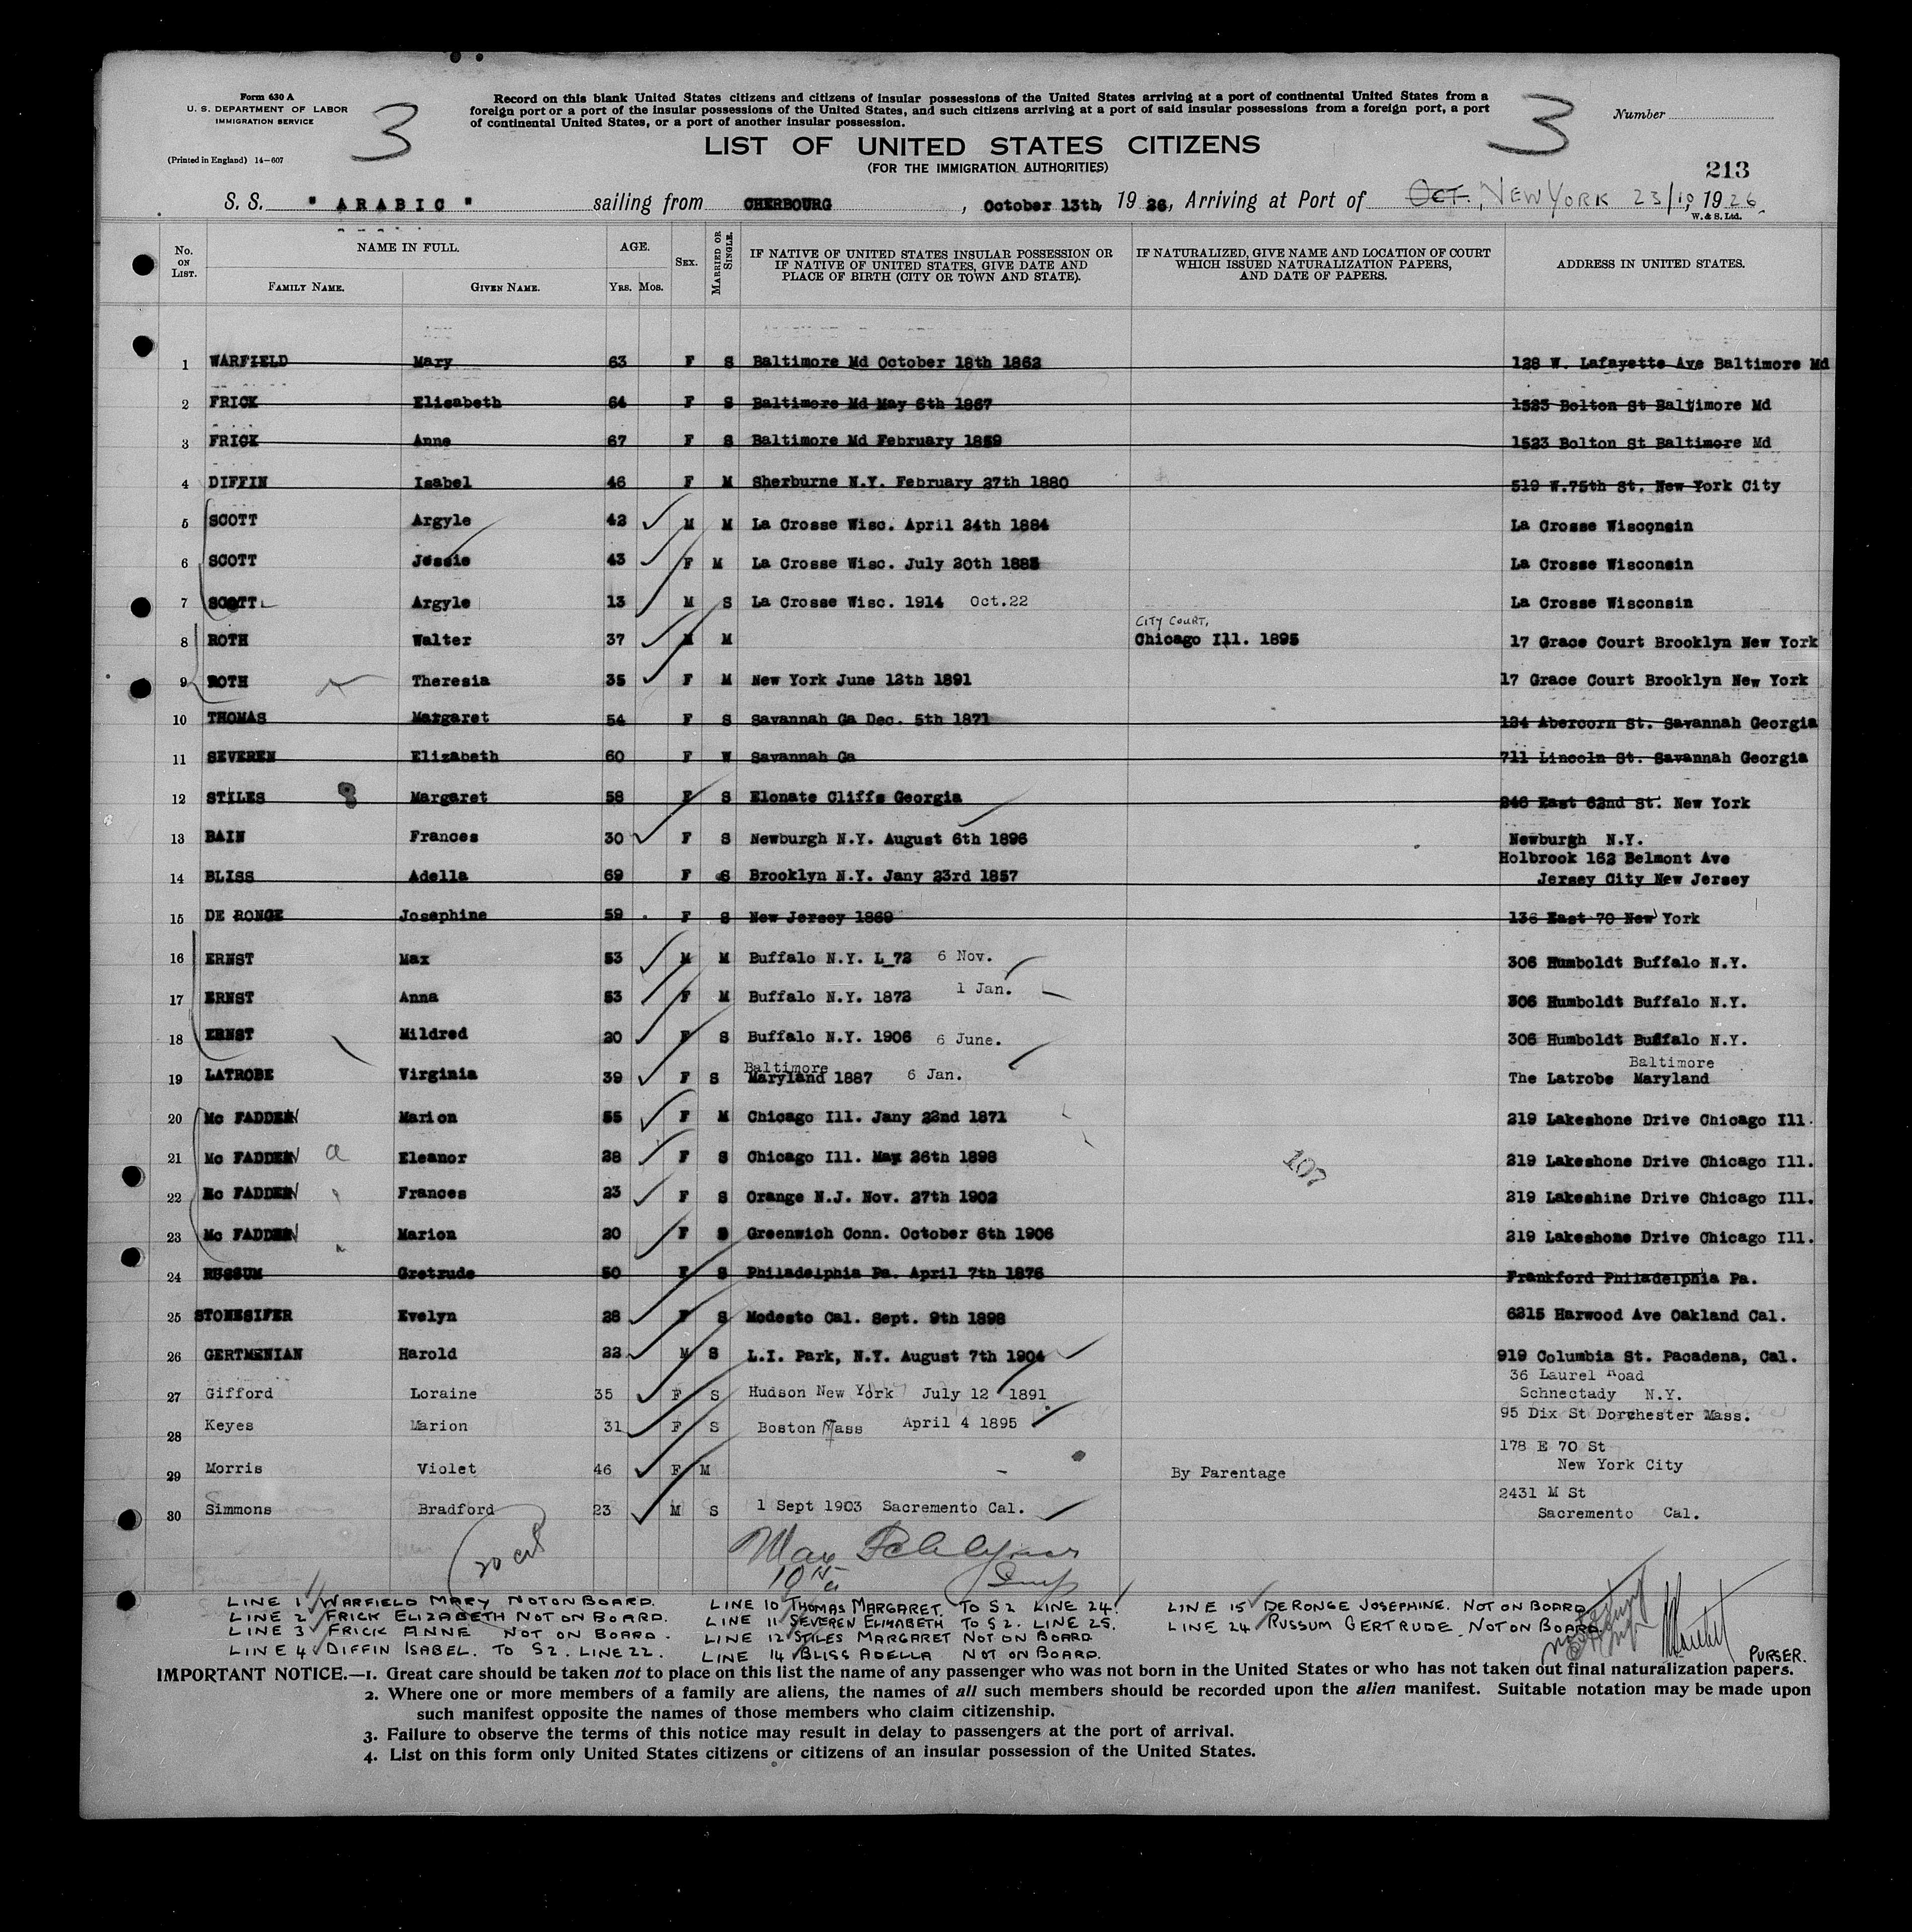 Form 630 A
U. S. DEPARTMENT OF LABOR
IMMIGRATION SERVICE
(Printed in England) 14-607
3
Record on this blank United States citizens and citizens of insular possessions of the United States arriving at a port of continental United States from a
foreign port or a port of the insular possessions of the United States, and such citizens arriving at a port of said insular possessions from a foreign port, a port
of continental United States, or a port of another insular possession.
3
Number
LIST OF UNITED STATES CITIZENS
(FOR THE IMMIGRATION AUTHORITIES)
213
S. S. "ARABIC" sailing from CHERBOURG, October 13th, 1926, Arriving at Port of OCT. NEW YORK 23/10, 1926.
W. & S. Ltd.
No. ON LIST. NAME IN FULL. AGE. SEX. MARRIED OR SINGLE. IF NATIVE OF UNITED STATES INSULAR POSSESSION OR IF NATIVE OF UNITED STATES, GIVE DATE AND PLACE OF BIRTH (CITY OR TOWN AND STATE). IF NATURALIZED, GIVE NAME AND LOCATION OF COURT WHICH ISSUED NATURALIZATION PAPERS, AND DATE OF PAPERS. ADDRESS IN UNITED STATES.
FAMILY NAME. GIVEN NAME. YRS. MOS.
1 WARFIELD Mary 63 F S Baltimore Md October 18th 1862 128 W. Lafayette Ave Baltimore Md
2 FRICK Elisabeth 64 F S Baltimore Md May 6th 1867 1523 Bolton St Baltimore Md
3 FRICK Anne 67 F S Baltimore Md February 1859 1523 Bolton St Baltimore Md
4 DIFFIN Isabel 46 F M Sherburne N.Y. February 27th 1880 519 W.75th St. New York City
5 SCOTT Argyle 42 M M La Crosse Wisc. April 24th 1884 La Crosse Wisconsin
6 SCOTT Jessie 43 F M La Crosse Wisc. July 20th 1883 La Crosse Wisconsin
7 SCOTT Argyle 13 M S La Crosse Wisc. 1914 Oct.22 La Crosse Wisconsin
8 ROTH Walter 37 M M CITY COURT, Chicago Ill. 1895 17 Grace Court Brooklyn New York
9 ROTH Theresia 35 F M New York June 12th 1891 17 Grace Court Brooklyn New York
10 THOMAS Margaret 54 F S Savannah Ga Dec. 5th 1871 124 Abercorn St. Savannah Georgia
11 SEVEREN Elizabeth 60 F W Savannah Ga 711 Lincoln St. Savannah Georgia
12 STILES Margaret 58 F S Elonate Cliffs Georgia 246 East 62nd St. New York
13 BAIN Frances 30 F S Newburgh N.Y. August 6th 1896 Newburgh N.Y.
14 BLISS Adella 69 F S Brooklyn N.Y. Jany 23rd 1857 Holbrook 162 Belmont Ave
Jersey City New Jersey
15 DE RONGE Josephine 59 F S New Jersey 1869 136 East 70 New York
16 ERNST Max 53 M M Buffalo N.Y. L_72 6 Nov. 306 Humboldt Buffalo N.Y.
17 ERNST Anna 53 F M Buffalo N.Y. 1872 1 Jan. 306 Humboldt Buffalo N.Y.
18 ERNST Mildred 20 F S Buffalo N.Y. 1906 6 June. 306 Humboldt Buffalo N.Y.
19 LATROBE Virginia 39 F S Baltimore Maryland 1887 6 Jan. The Latrobe Baltimore Maryland
20 Mc FADDEN Marion 55 F M Chicago Ill. Jany 22nd 1871 219 Lakeshone Drive Chicago Ill.
21 Mc FADDEN a Eleanor 28 F S Chicago Ill. May 26th 1898 219 Lakeshone Drive Chicago Ill.
22 Mc FADDEN Frances 23 F S Orange N.J. Nov. 27th 1902 219 Lakeshine Drive Chicago Ill.
23 Mc FADDEN Marion 20 F S Greenwich Conn. October 6th 1906 219 Lakeshone Drive Chicago Ill.
107
24 RUSSUM Gretrude 50 F S Philadelphia Pa. April 7th 1876 Frankford Philadelphia Pa.
25 STONESIFER Evelyn 28 F S Modesto Cal. Sept. 9th 1898 6215 Harwood Ave Oakland Cal.
26 GERTMENIAN Harold 22 M S L.I. Park, N.Y. August 7th 1904 919 Columbia St. Pacadena, Cal.
27 Gifford Loraine 35 F S Hudson New York July 12 1891 36 Laurel Road
Schnectady N.Y.
28 Keyes Marion 31 F S Boston Mass April 4 1895 95 Dix St Dorchester Mass.
29 Morris Violet 46 F M By Parentage 178 E 70 St
New York City
30 Simmons Bradford 23 M S 1 Sept 1903 Sacremento Cal. 2431 M St
Sacremento Cal.
20 cit
LINE 1 WARFIELD MARY NOT ON BOARD.
LINE 2 FRICK ELIZABETH NOT ON BOARD.
LINE 3 FRICK ANNE NOT ON BOARD.
LINE 4 DIFFIN ISABEL. TO S2. LINE 22.
LINE 10 THOMAS MARGARET. TO S2 LINE 24.
LINE 11 SEVEREN ELIZABETH TO S2. LINE 25.
LINE 12 STILES MARGARET NOT ON BOARD.
LINE 14 BLISS ADELLA NOT ON BOARD.
LINE 15 DERONGE JOSEPHINE. NOT ON BOARD.
LINE 24 RUSSUM GERTRUDE. NOT ON BOARD.
PURSER.
IMPORTANT NOTICE.—1. Great care should be taken not to place on this list the name of any passenger who was not born in the United States or who has not taken out final naturalization papers.
2. Where one or more members of a family are aliens, the names of all such members should be recorded upon the alien manifest. Suitable notation may be made upon
such manifest opposite the names of those members who claim citizenship.
3. Failure to observe the terms of this notice may result in delay to passengers at the port of arrival.
4. List on this form only United States citizens or citizens of an insular possession of the United States.